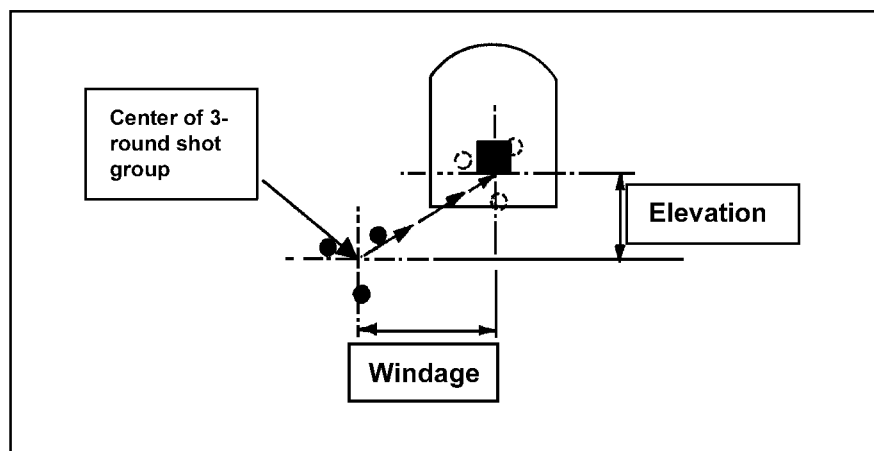 Center of 3-
round shot
group
Elevation
Windage